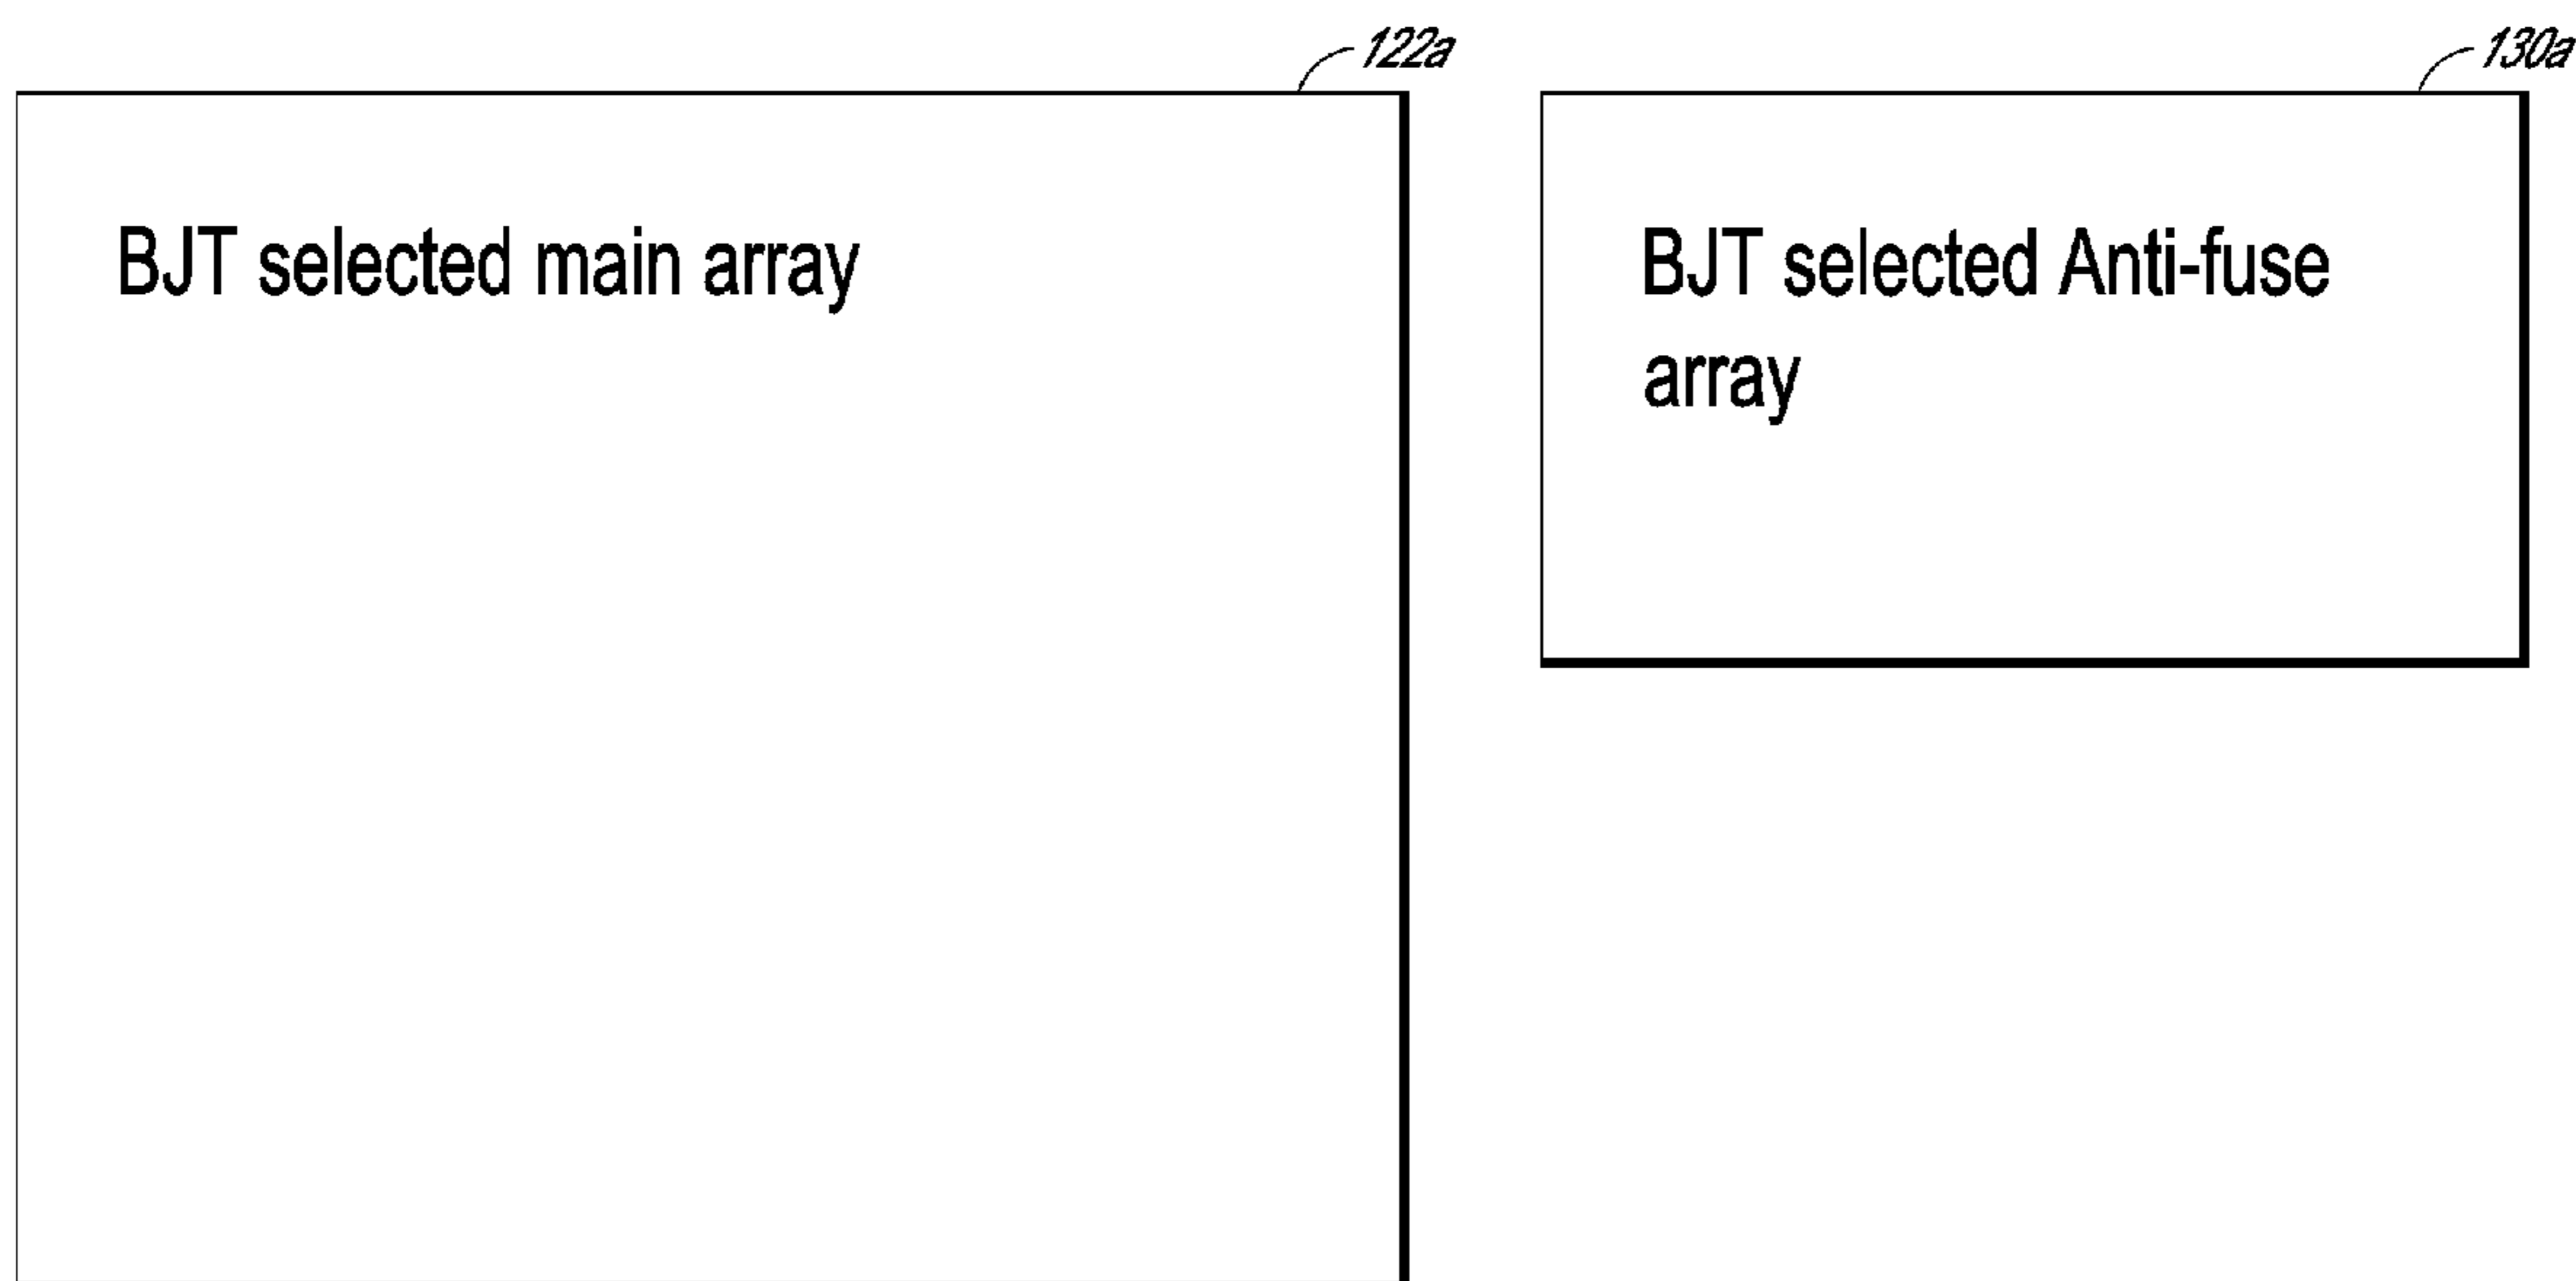 122a
130a
BJT selected main array
BJT selected Anti-fuse
array